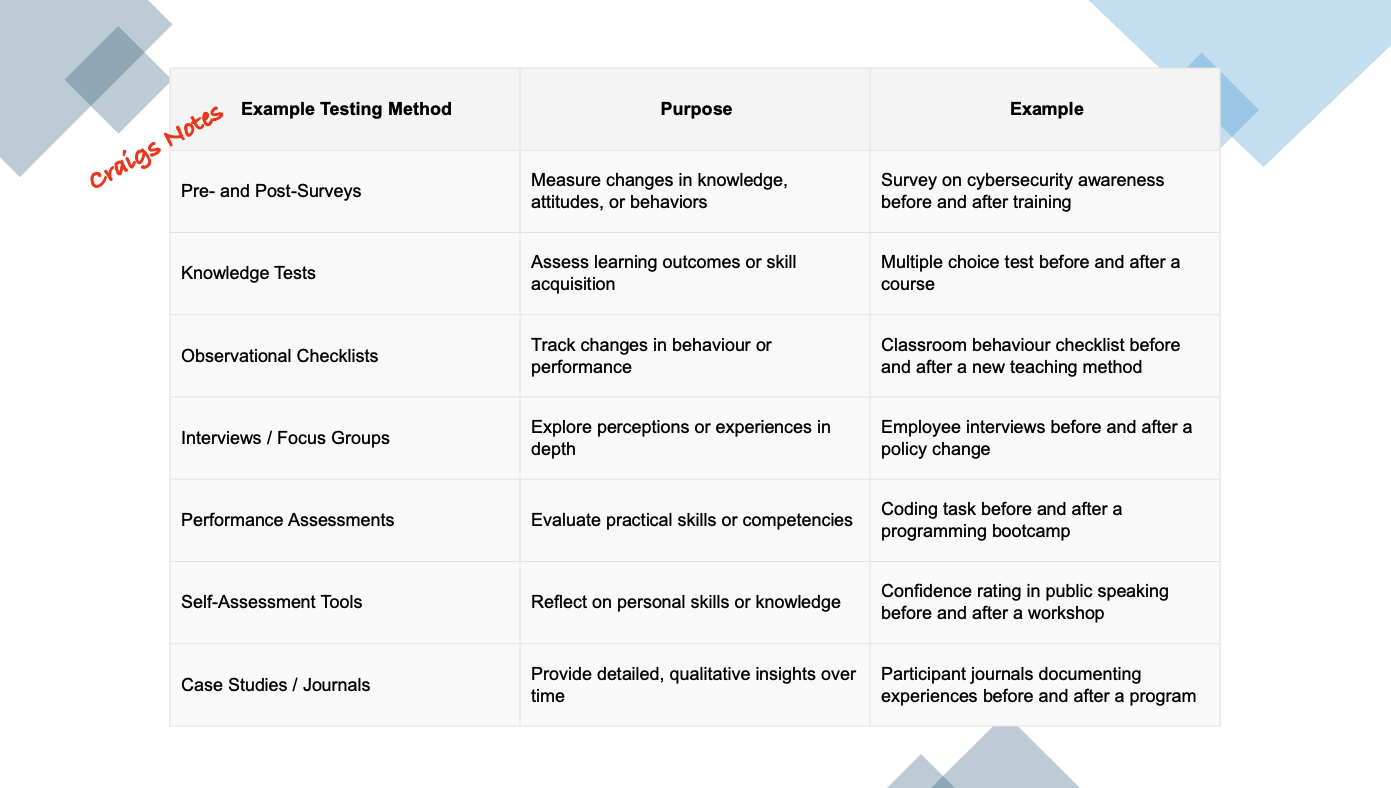 Craigs Notes
Example Testing Method
Purpose
Example
Pre- and Post-Surveys
Measure changes in knowledge,
attitudes, or behaviors
Survey on cybersecurity awareness
before and after training
Knowledge Tests
Assess learning outcomes or skill
acquisition
Multiple choice test before and after a
course
Observational Checklists
Track changes in behaviour or
performance
Classroom behaviour checklist before
and after a new teaching method
Interviews / Focus Groups
Explore perceptions or experiences in
depth
Employee interviews before and after a
policy change
Performance Assessments
Evaluate practical skills or competencies
Coding task before and after a
programming bootcamp
Self-Assessment Tools
Reflect on personal skills or knowledge
Confidence rating in public speaking
before and after a workshop
Case Studies / Journals
Provide detailed, qualitative insights over
time
Participant journals documenting
experiences before and after a program